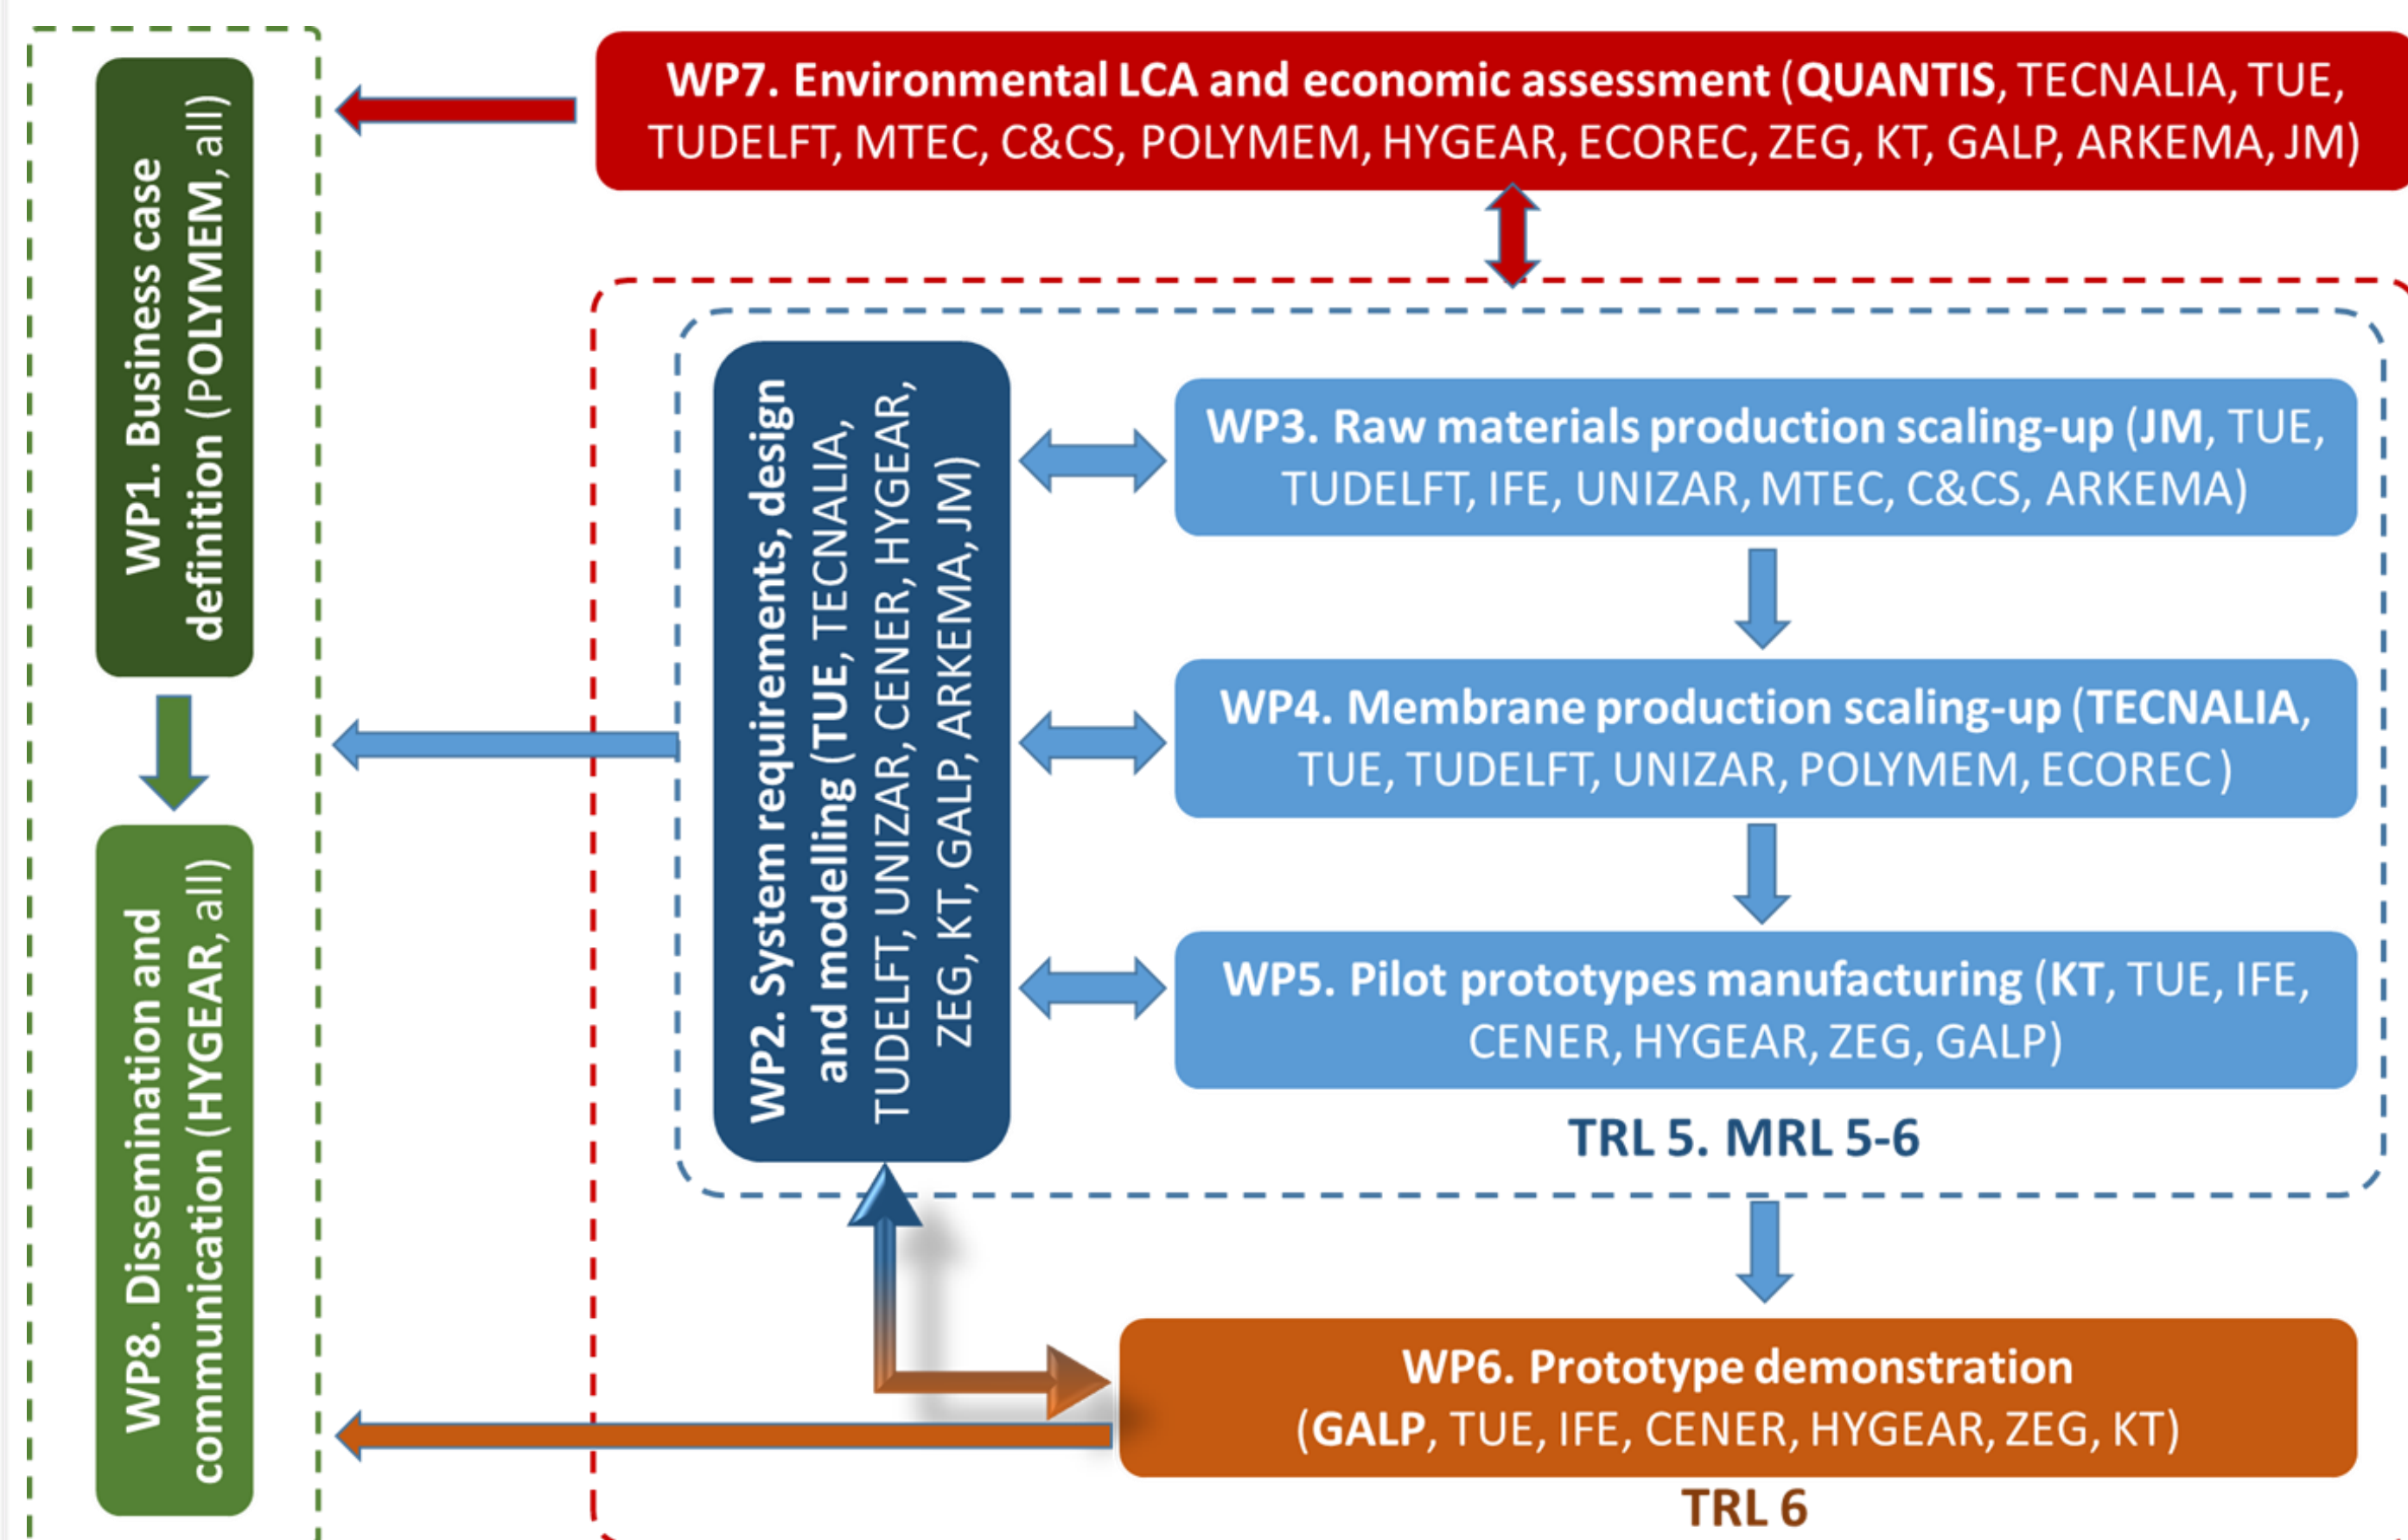 WP1. Business case
definition (POLYMEM, all)
WP8. Dissemination and
communication (HYGEAR, all)
WP7. Environmental LCA and economic assessment (QUANTIS, TECNALIA, TUE,
TUDELFT, MTEC, C&CS, POLYMEM, HYGEAR, ECOREC, ZEG, KT, GALP, ARKEMA, JM)
WP2. System requirements, design
and modelling (TUE, TECNALIA,
TUDELFT, UNIZAR, CENER, HYGEAR,
ZEG, KT, GALP, ARKEMA, JM)
WP3. Raw materials production scaling-up (JM, TUE,
TUDELFT, IFE, UNIZAR, MTEC, C&CS, ARKEMA)
WP4. Membrane production scaling-up (TECNALIA,
TUE, TUDELFT, UNIZAR, POLYMEM, ECOREC)
WP5. Pilot prototypes manufacturing (KT, TUE, IFE,
CENER, HYGEAR, ZEG, GALP)
TRL 5. MRL 5-6
WP6. Prototype demonstration
(GALP, TUE, IFE, CENER, HYGEAR, ZEG, KT)
TRL 6